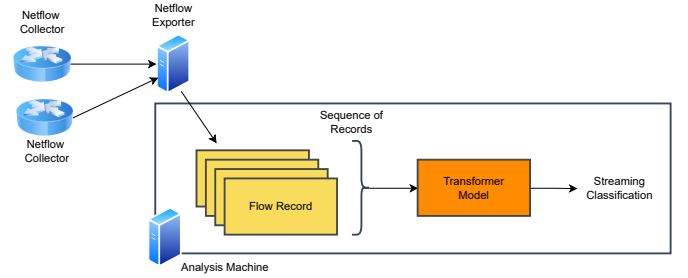 Netflow
Collector
Netflow
Exporter
Netflow
Collector
Sequence of
Records
Flow Record
Transformer
Model
Streaming
Classification
Analysis Machine